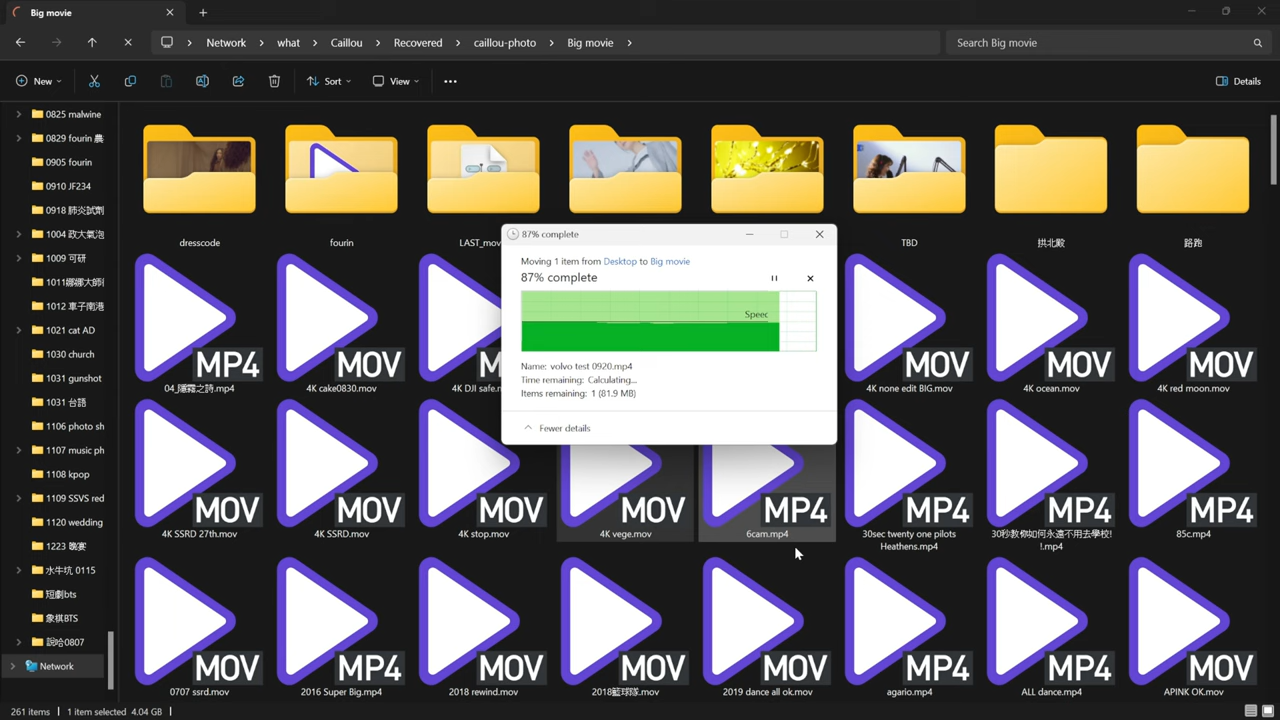 Big movie
Network > what > Caillou > Recovered > caillou-photo > Big movie >
Search Big movie
New
Sort
View
Details
0825 malwine
0829 fourin 農
0905 fourin
0910 JF234
0918 肺炎試劑
1004 政大氣泡
1009 可研
1012 車子南港
1021 cat AD
1030 church
1031 gunshot
1031 台語
1106 photo sh
1107 music ph
1108 kpop
1109 SSVS red
1120 wedding
1223 晚宴
水牛坑 0115
短劇bts
象棋BTS
說哈0807
Network
dresscode
fourin
LAST_mov
TBD
拱北殿
路跑
87% complete
Moving 1 item from Desktop to Big movie
87% complete
Speed
Name: volvo test 0920.mp4
Time remaining: Calculating...
Items remaining: 1 (81.9 MB)
Fewer details
MP4
MOV
M
MOV
MOV
MOV
04_隱霧之詩.mp4
4K cake0830.mov
4K DJI safe.m
4K none edit BIG.mov
4K ocean.mov
4K red moon.mov
MOV
MOV
MOV
MOV
MP4
MOV
MP4
MP4
4K SSRD 27th.mov
4K SSRD.mov
4K stop.mov
4K vege.mov
6cam.mp4
30sec twenty one pilots
Heathens.mp4
30秒教你如何永遠不用去學校!
!.mp4
85c.mp4
MOV
MP4
MOV
MOV
MOV
MP4
MP4
MOV
0707 ssrd.mov
2016 Super Big.mp4
2018 rewind.mov
2018籃球隊.mov
2019 dance all ok.mov
agario.mp4
ALL dance.mp4
APINK OK.mov
261 items
1 item selected 4.04 GB